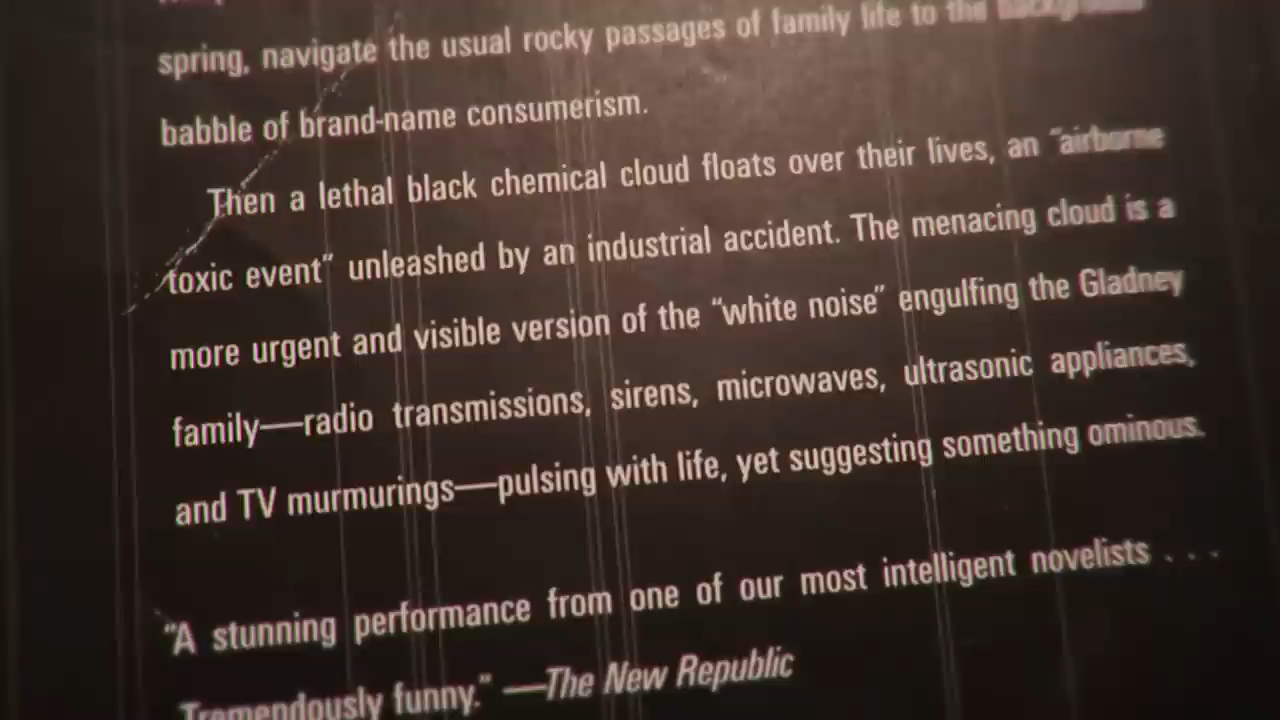 spring, navigate the usual rocky passages of family life to the
babble of brand-name consumerism.
Then a lethal black chemical cloud floats over their lives, an "airborne
toxic event" unleashed by an industrial accident. The menacing cloud is a
more urgent and visible version of the "white noise" engulfing the Gladney
family—radio transmissions, sirens, microwaves, ultrasonic appliances,
and TV murmurings—pulsing with life, yet suggesting something ominous.
"A stunning performance from one of our most intelligent novelists . . .
Tremendously funny." —The New Republic